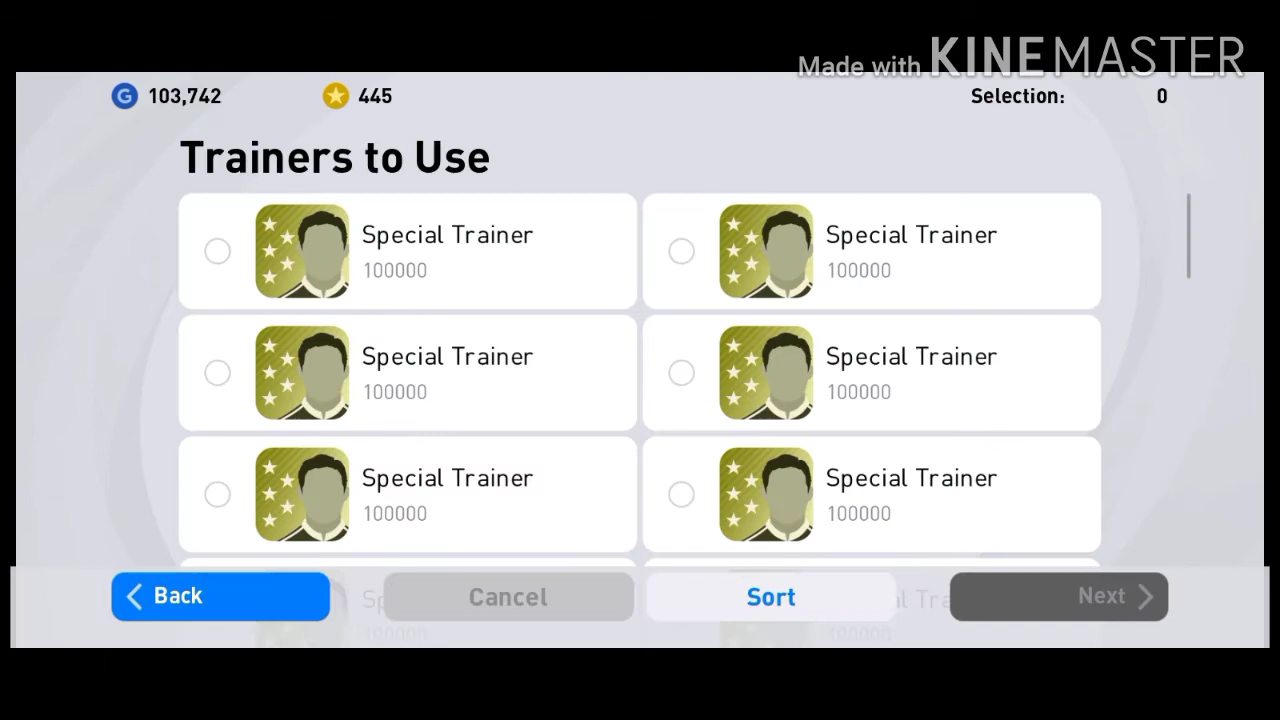 Made with KINEMASTER
G 103,742 445 Selection: 0
Trainers to Use
Special Trainer Special Trainer
100000 100000
Special Trainer Special Trainer
100000 100000
Special Trainer Special Trainer
100000 100000
Back Cancel Sort Next